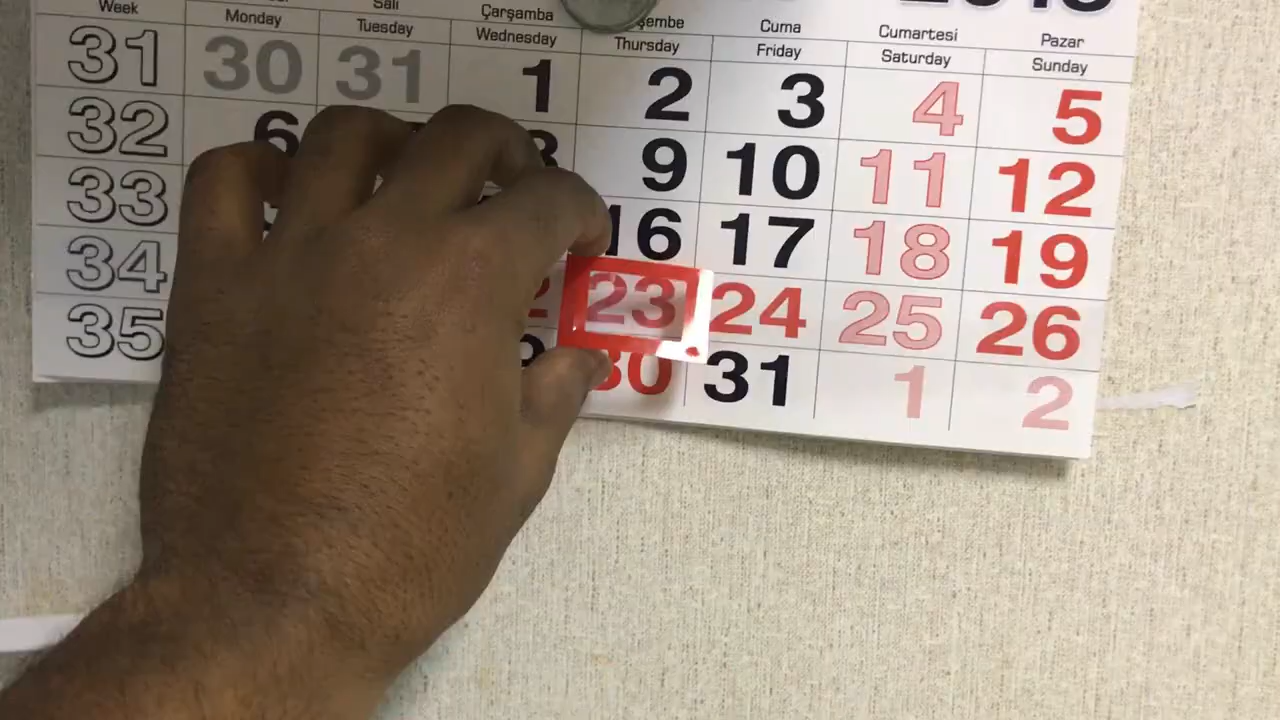 Salı Çarşamba Cuma Cumartesi Pazar
Week Monday Tuesday Wednesday Thursday Friday Saturday Sunday
31 30 31 1 2 3 4 5
32 6 9 10 11 12
33 16 17 18 19
34 23 24 25 26
35 30 31 1 2